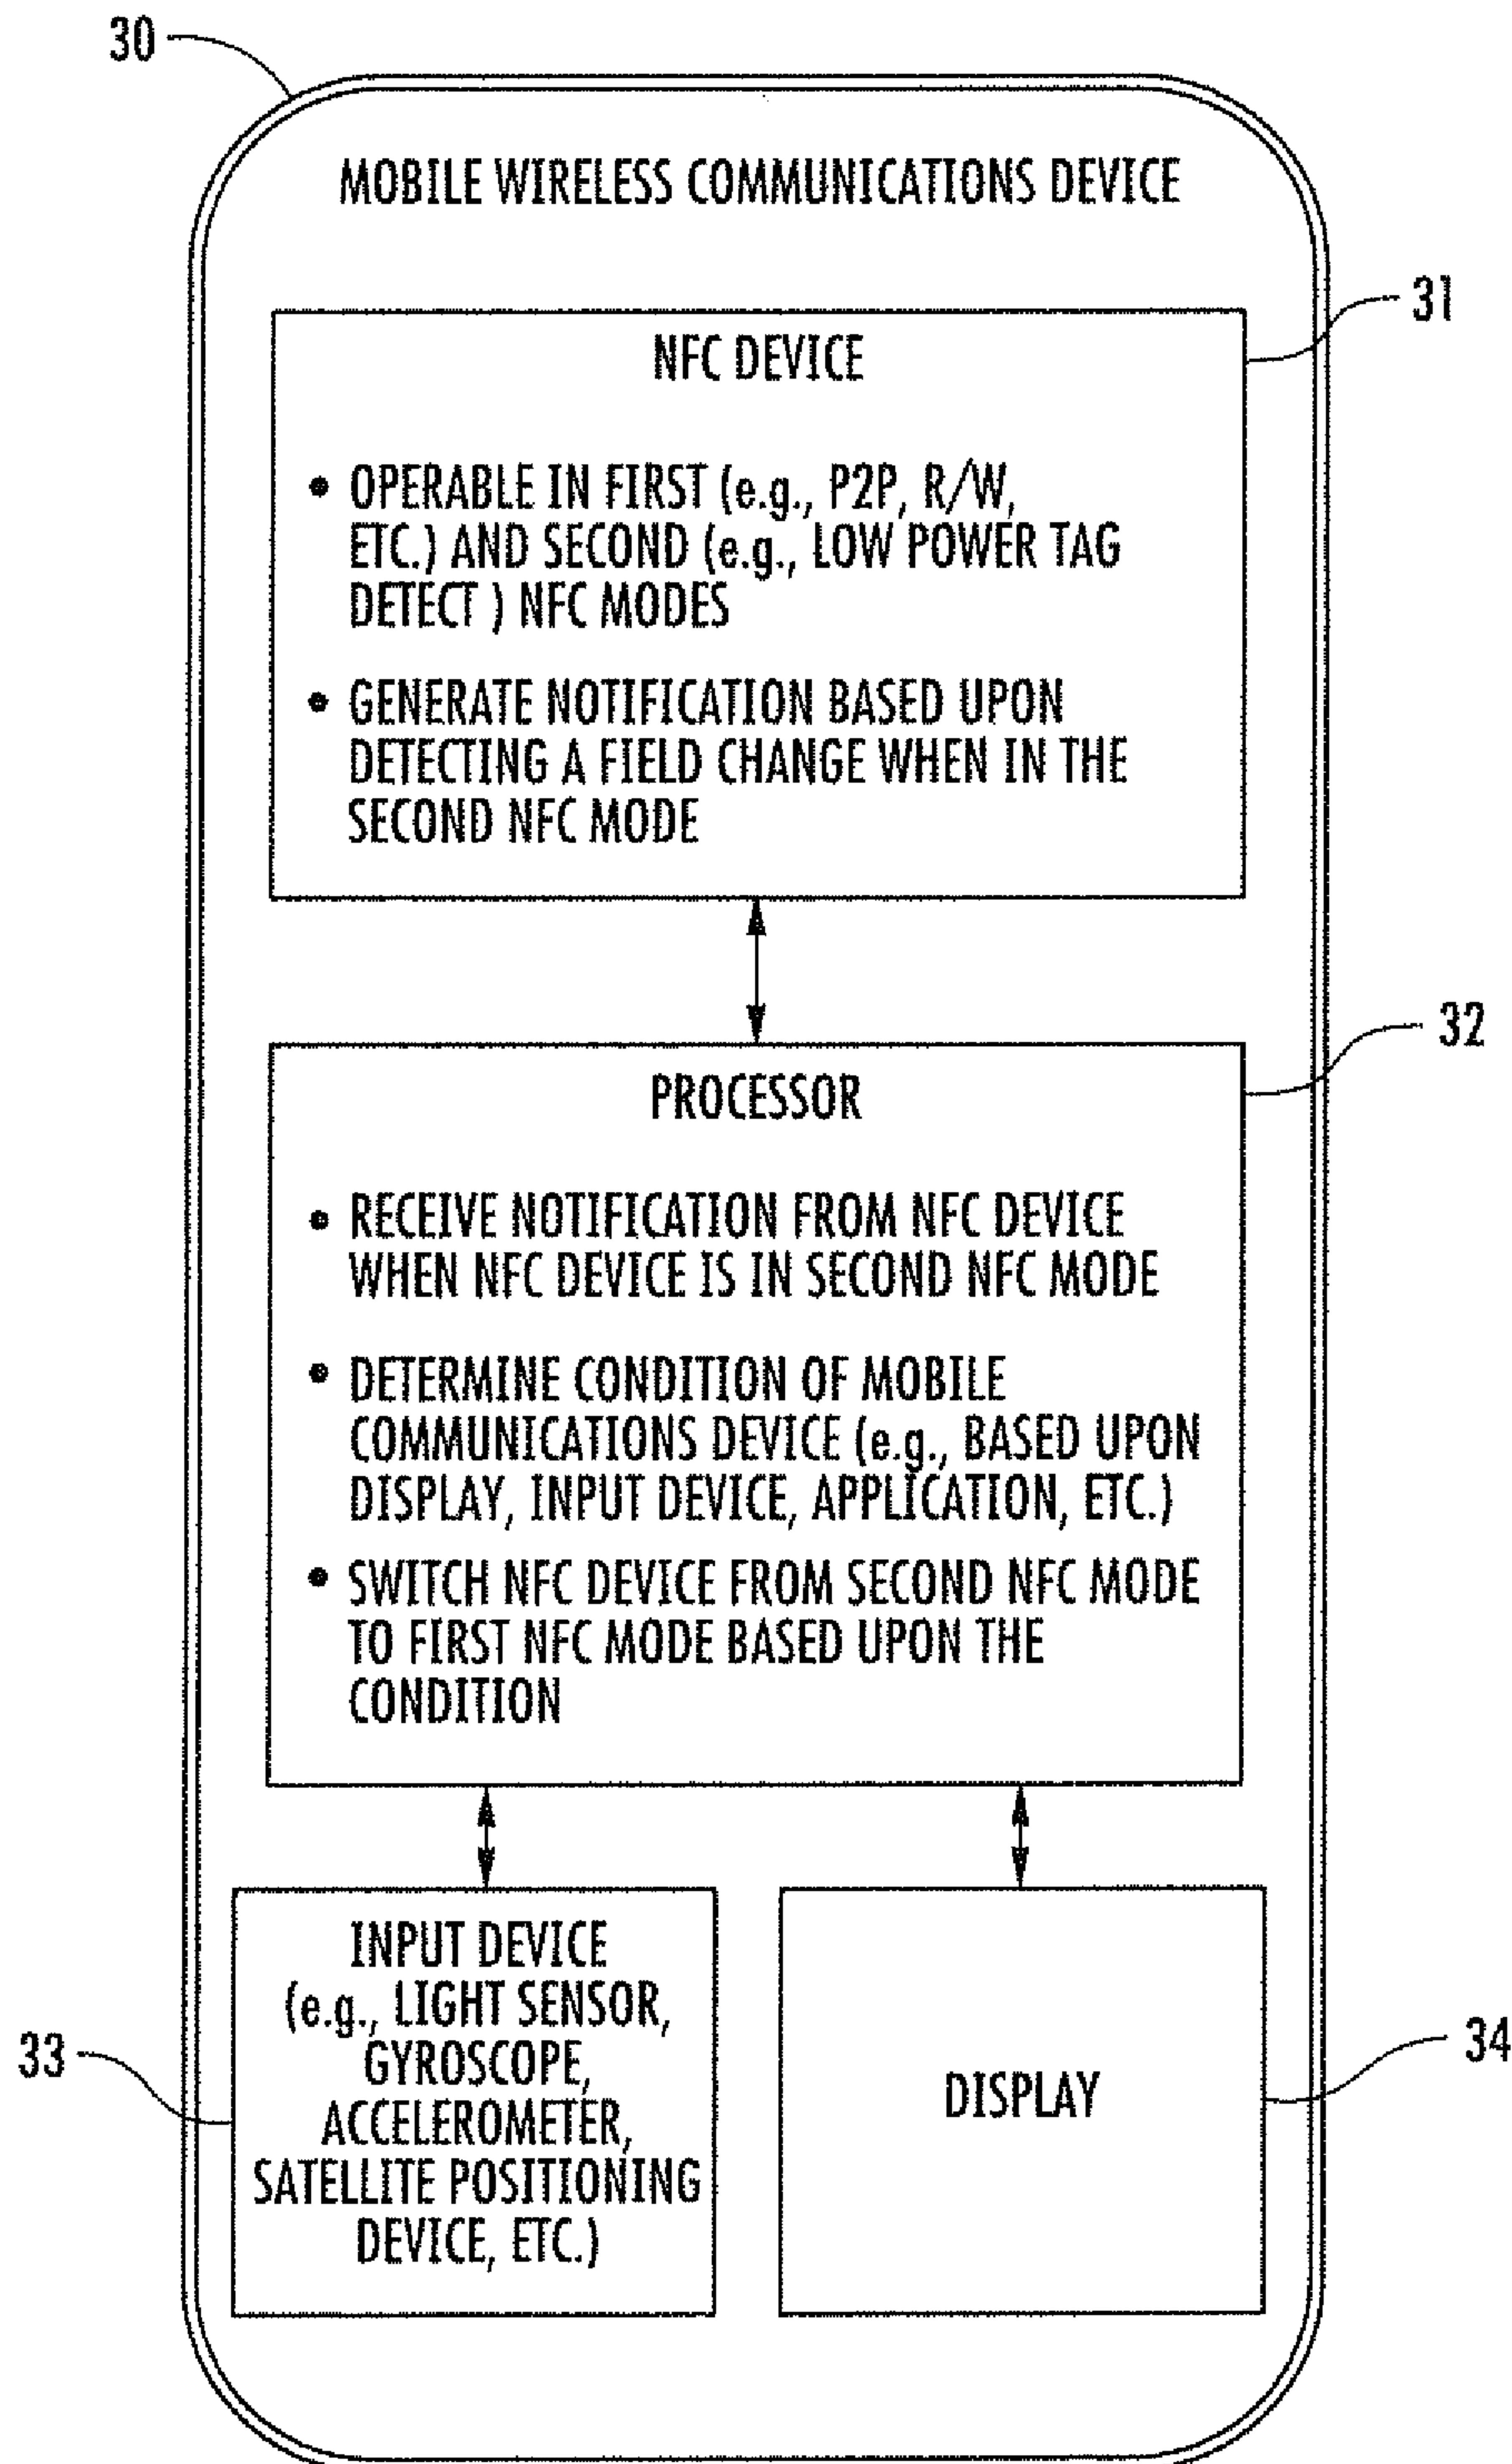 30
MOBILE WIRELESS COMMUNICATIONS DEVICE
31
NFC DEVICE
• OPERABLE IN FIRST (e.g., P2P, R/W,
ETC.) AND SECOND (e.g., LOW POWER TAG
DETECT ) NFC MODES
• GENERATE NOTIFICATION BASED UPON
DETECTING A FIELD CHANGE WHEN IN THE
SECOND NFC MODE
32
PROCESSOR
• RECEIVE NOTIFICATION FROM NFC DEVICE
WHEN NFC DEVICE IS IN SECOND NFC MODE
• DETERMINE CONDITION OF MOBILE
COMMUNICATIONS DEVICE (e.g., BASED UPON
DISPLAY, INPUT DEVICE, APPLICATION, ETC.)
• SWITCH NFC DEVICE FROM SECOND NFC MODE
TO FIRST NFC MODE BASED UPON THE
CONDITION
33
INPUT DEVICE
(e.g., LIGHT SENSOR,
GYROSCOPE,
ACCELEROMETER,
SATELLITE POSITIONING
DEVICE, ETC.)
34
DISPLAY